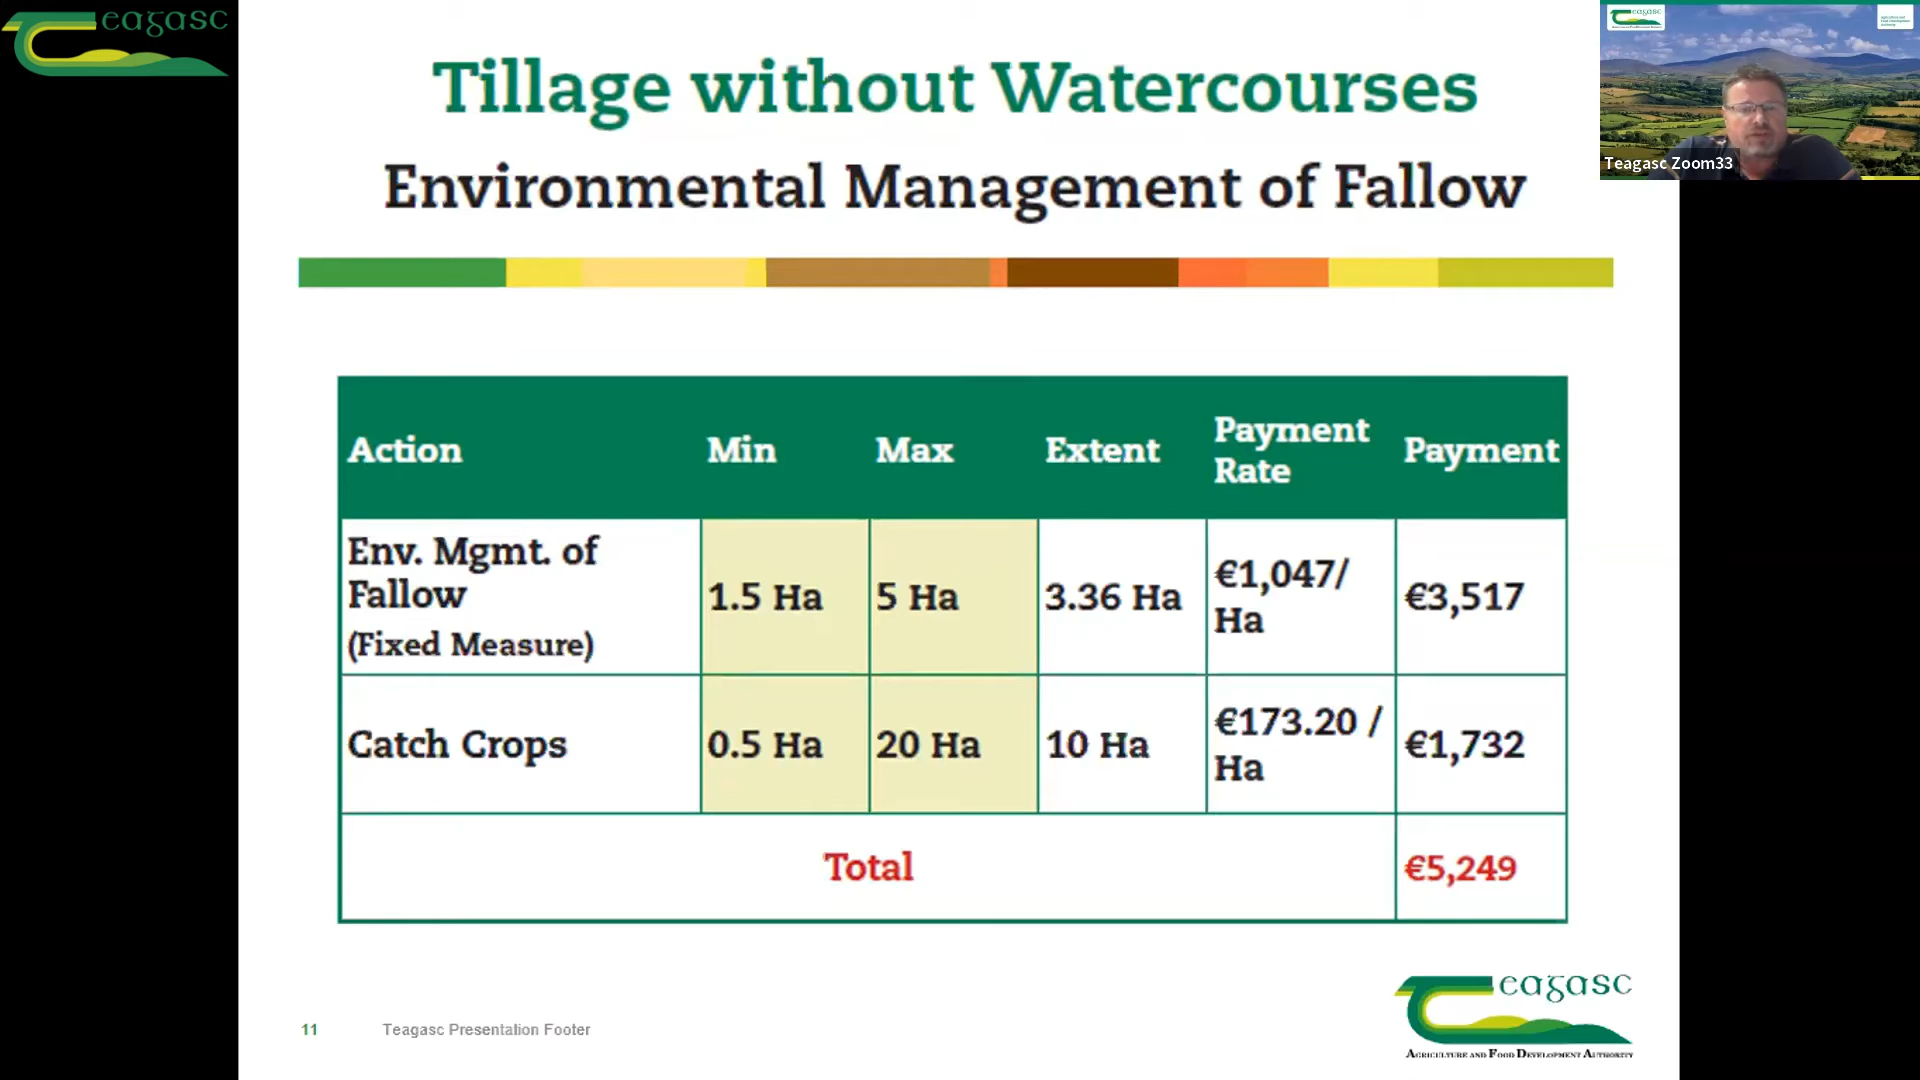 eagasc
Tillage without Watercourses
Environmental Management of Fallow
Teagasc Zoom33
Action Min Max Extent Payment Rate Payment
Env. Mgmt. of Fallow (Fixed Measure) 1.5 Ha 5 Ha 3.36 Ha €1,047/ Ha €3,517
Catch Crops 0.5 Ha 20 Ha 10 Ha €173.20 / Ha €1,732
Total €5,249
eagasc
AGRICULTURE AND FOOD DEVELOPMENT AUTHORITY
11 Teagasc Presentation Footer